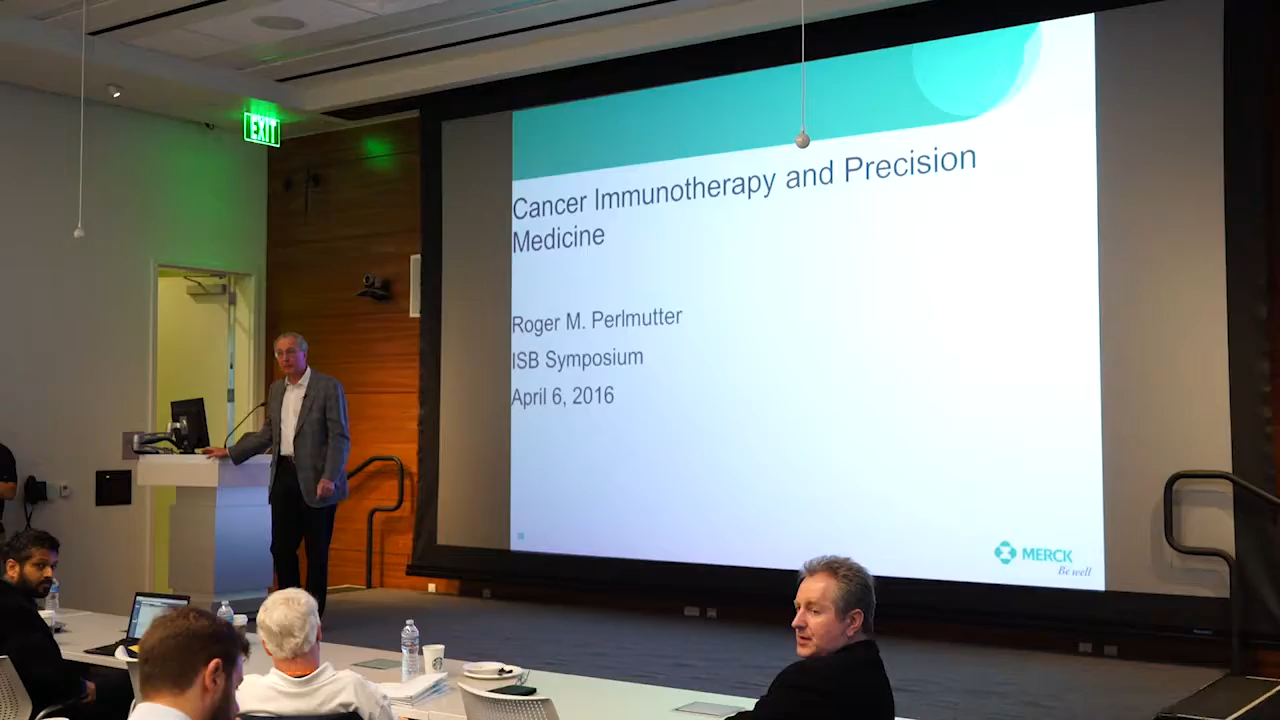 EXIT
Cancer Immunotherapy and Precision
Medicine
Roger M. Perlmutter
ISB Symposium
April 6, 2016
MERCK
Be well